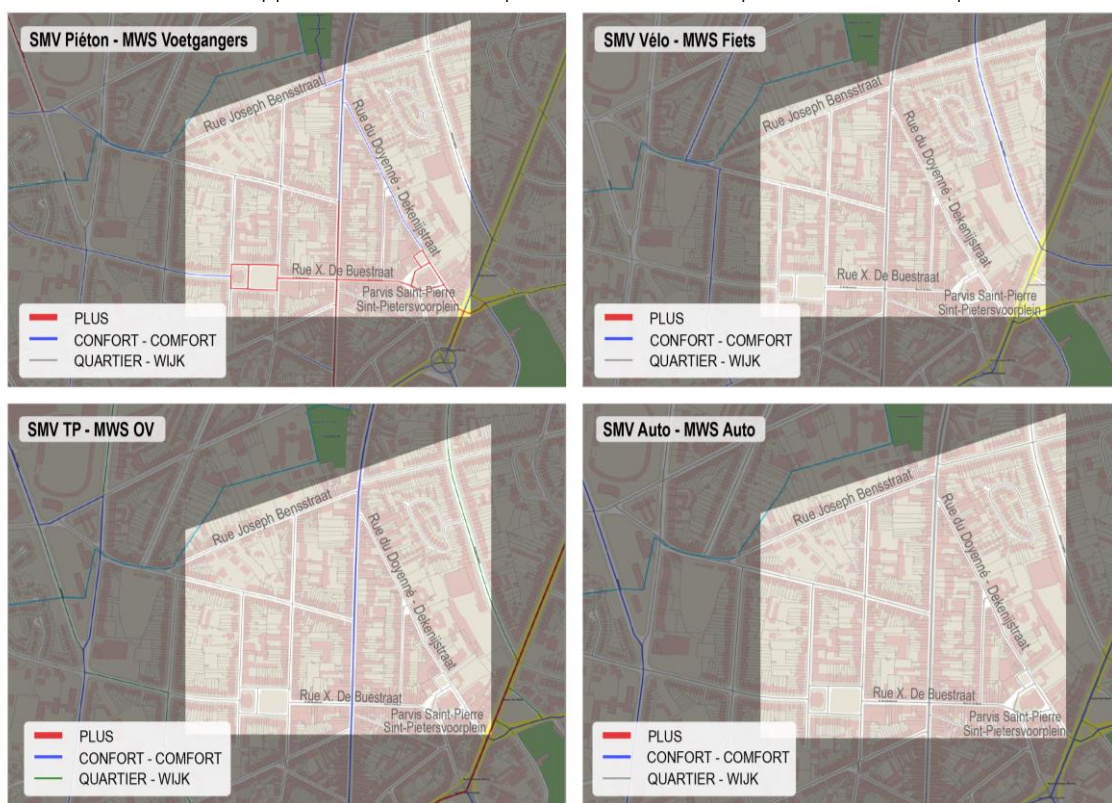 SMV Piéton - MWS Voetgangers
Rue Joseph Bensstraat
Rue du Doyenné - Dekenijstraat
Rue X. De Buestraat
Parvis Saint-Pierre
Sint-Pietersvoorplein
PLUS
CONFORT - COMFORT
QUARTIER - WIJK
SMV Vélo - MWS Fiets
Rue Joseph Bensstraat
Rue du Doyenné - Dekenijstraat
Rue X. De Buestraat
Parvis Saint-Pierre
Sint-Pietersvoorplein
PLUS
CONFORT - COMFORT
QUARTIER - WIJK
SMV TP - MWS OV
Rue Joseph Bensstraat
Rue du Doyenné - Dekenijstraat
Rue X. De Buestraat
Parvis Saint-Pierre
Sint-Pietersvoorplein
PLUS
CONFORT - COMFORT
QUARTIER - WIJK
SMV Auto - MWS Auto
Rue Joseph Bensstraat
Rue du Doyenné - Dekenijstraat
Rue X. De Buestraat
Parvis Saint-Pierre
Sint-Pietersvoorplein
PLUS
CONFORT - COMFORT
QUARTIER - WIJK